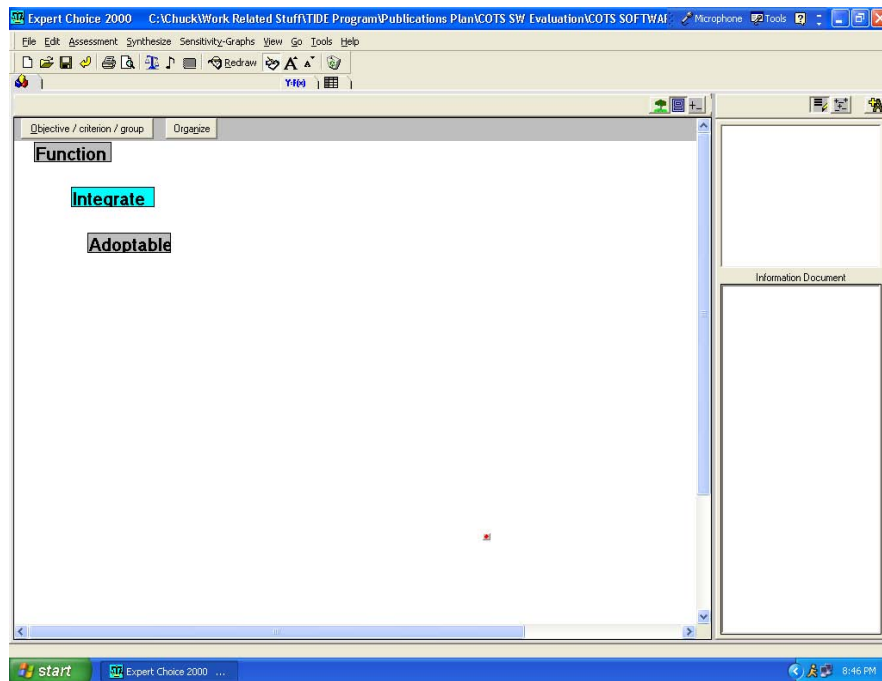 Expert Choice 2000 C:\Chuck\Work Related Stuff\TIDE Program\Publications Plan\COTS SW Evaluation\COTS SOFTWAR
Microphone Tools
File Edit Assessment Synthesize Sensitivity-Graphs View Go Tools Help
Redraw A A
Y=f(x)
Objective / criterion / group Organize
Function
Integrate
Adoptable
Information Document
start Expert Choice 2000 ... 8:46 PM